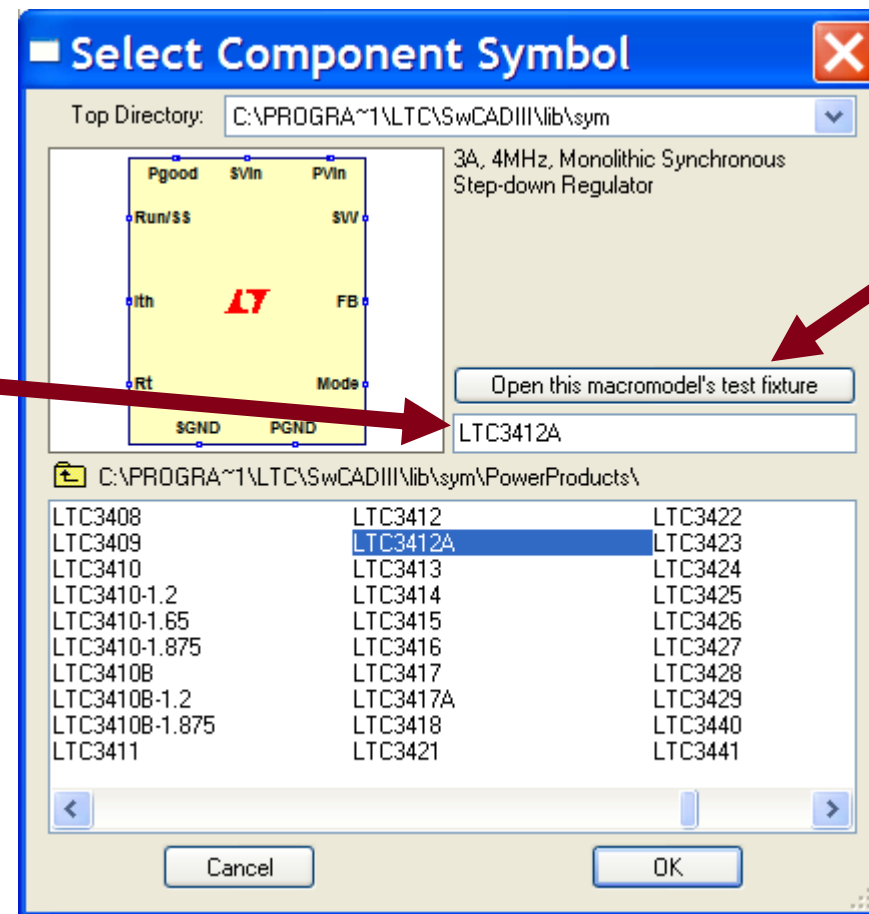 Select Component Symbol
Top Directory: C:\PROGRA~1\LTC\SwCADIII\lib\sym
Pgood SVin PVin
Run/SS SW
Ith FB
Rt Mode
SGND PGND
3A, 4MHz, Monolithic Synchronous
Step-down Regulator
Open this macromodel's test fixture
LTC3412A
C:\PROGRA~1\LTC\SwCADIII\lib\sym\PowerProducts\
LTC3408 LTC3412 LTC3422
LTC3409 LTC3412A LTC3423
LTC3410 LTC3413 LTC3424
LTC3410-1.2 LTC3414 LTC3425
LTC3410-1.65 LTC3415 LTC3426
LTC3410-1.875 LTC3416 LTC3427
LTC3410B LTC3417 LTC3428
LTC3410B-1.2 LTC3417A LTC3429
LTC3410B-1.875 LTC3418 LTC3440
LTC3411 LTC3421 LTC3441
Cancel OK